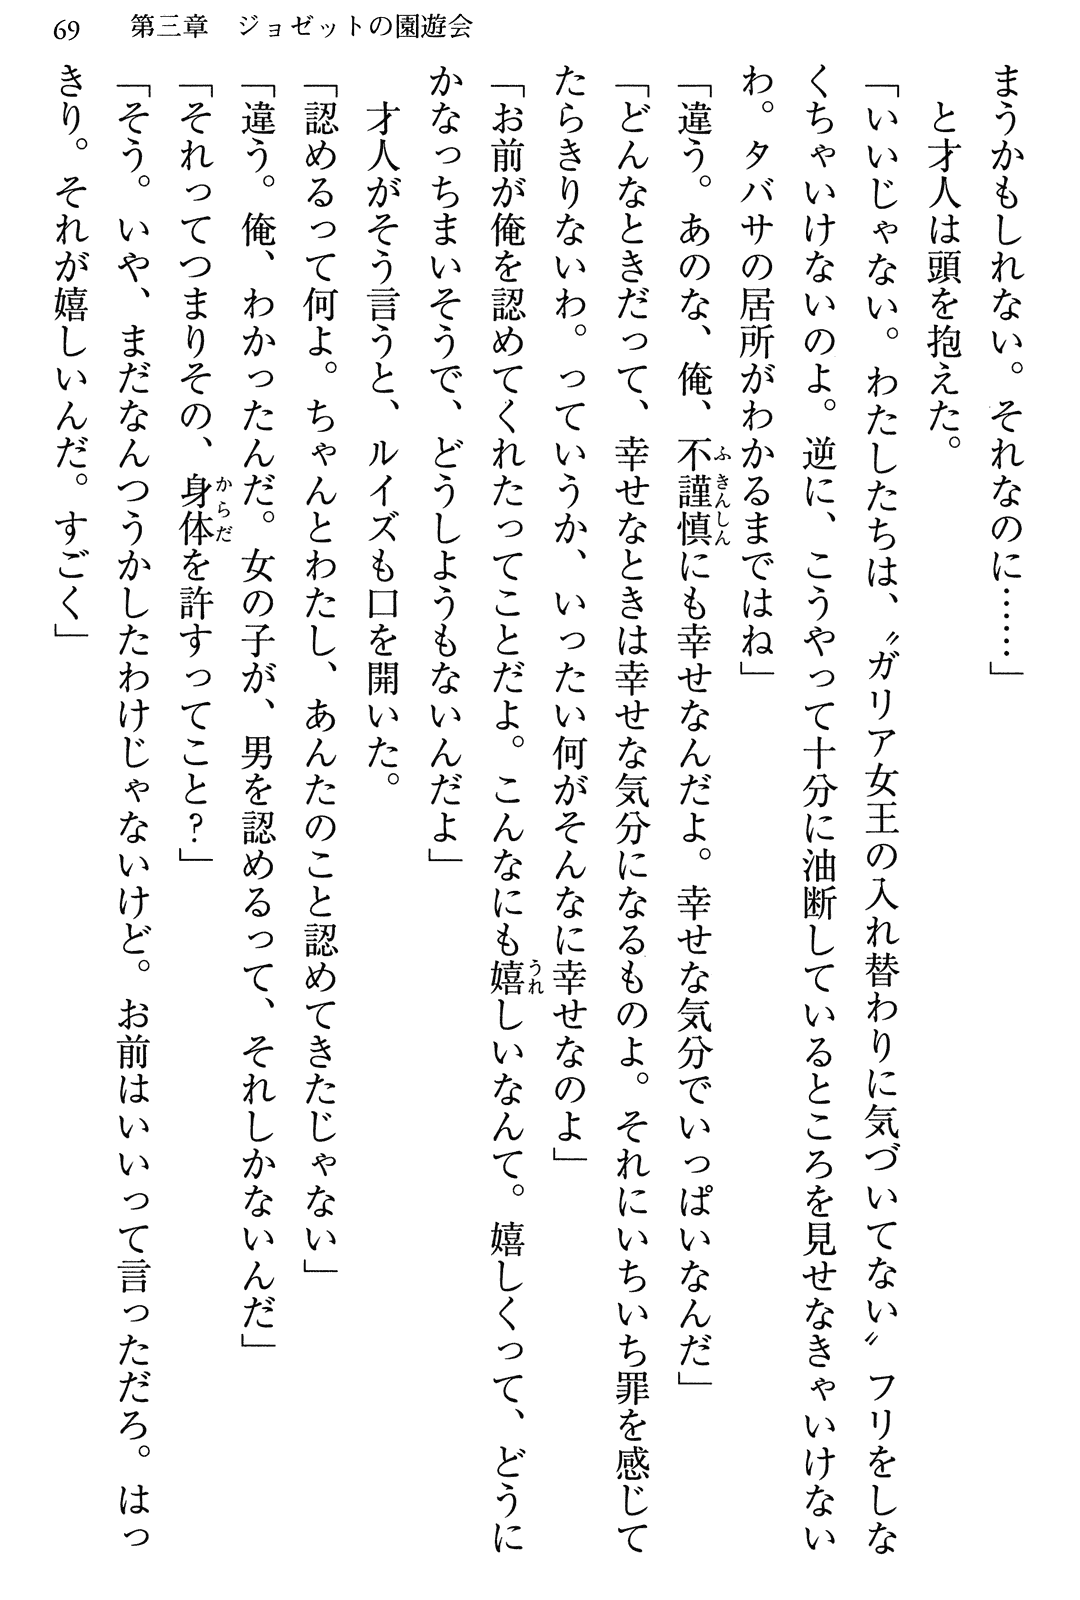 69　第三章　ジョゼットの園遊会
まうかもしれない。それなのに……」
　と才人は頭を抱えた。
「いいじゃない。わたしたちは、〝ガリア女王の入れ替わりに気づいてない〟フリをしな
くちゃいけないのよ。逆に、こうやって十分に油断しているところを見せなきゃいけない
わ。タバサの居所がわかるまではね」
「違う。あのな、俺、不謹慎にも幸せなんだよ。幸せな気分でいっぱいなんだ」
「どんなときだって、幸せなときは幸せな気分になるものよ。それにいちいち罪を感じて
たらきりないわ。っていうか、いったい何がそんなに幸せなのよ」
「お前が俺を認めてくれたってことだよ。こんなにも嬉しいなんて。嬉しくって、どうに
かなっちまいそうで、どうしようもないんだよ」
　才人がそう言うと、ルイズも口を開いた。
「認めるって何よ。ちゃんとわたし、あんたのこと認めてきたじゃない」
「違う。俺、わかったんだ。女の子が、男を認めるって、それしかないんだ」
「それってつまりその、身体を許すってこと?」
「そう。いや、まだなんつうかしたわけじゃないけど。お前はいいって言っただろ。はっ
きり。それが嬉しいんだ。すごく」